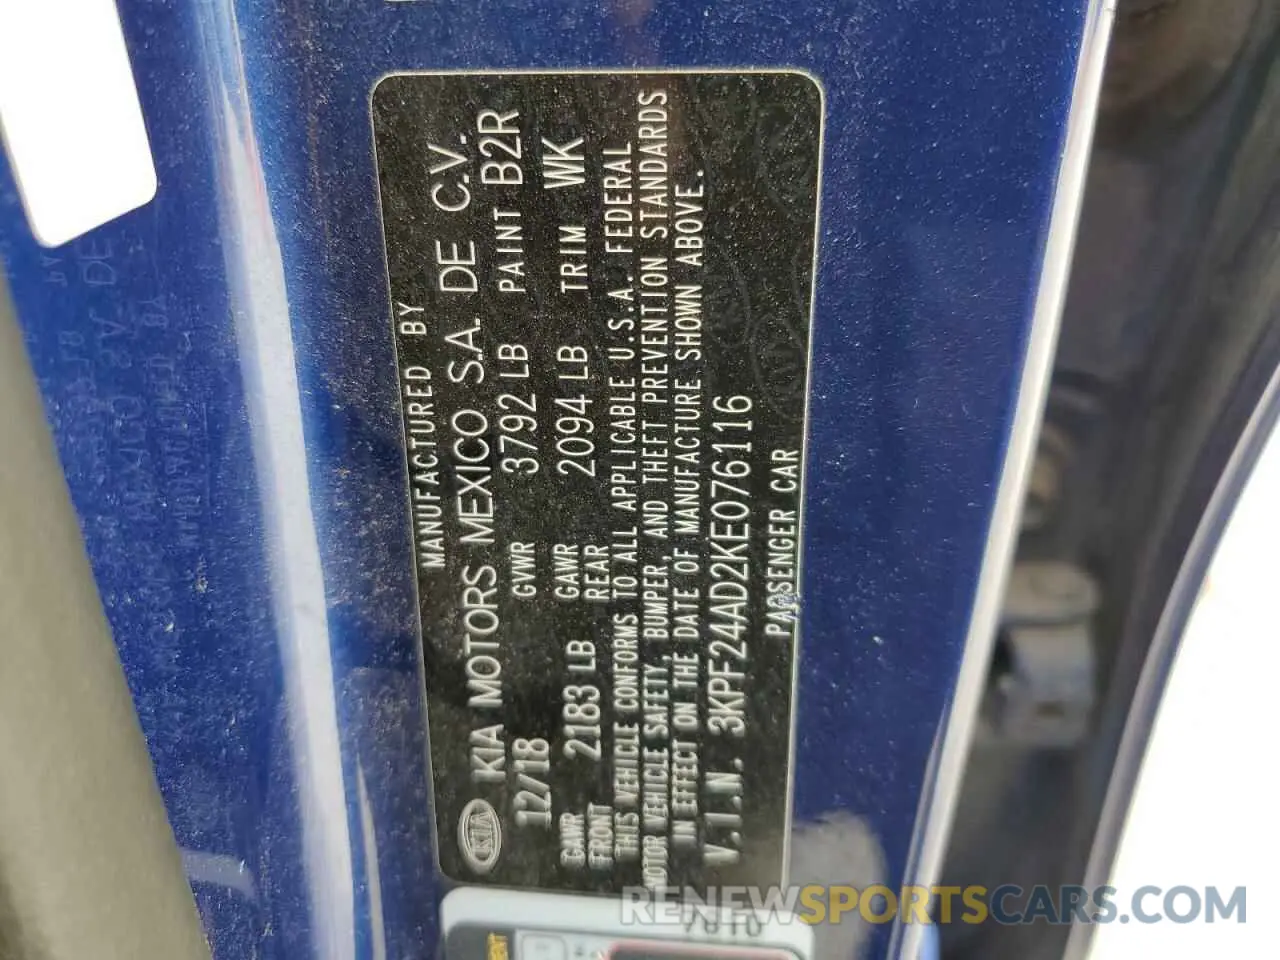 MANUFACTURED BY
KIA KIA MOTORS MEXICO S.A. DE C.V.
12/18 GVWR 3792 LB PAINT B2R
GAWR FRONT 2183 LB GAWR REAR 2094 LB TRIM WK
THIS VEHICLE CONFORMS TO ALL APPLICABLE U.S.A. FEDERAL
MOTOR VEHICLE SAFETY, BUMPER, AND THEFT PREVENTION STANDARDS
IN EFFECT ON THE DATE OF MANUFACTURE SHOWN ABOVE.
V.I.N. 3KPF24AD2KE076116
PASSENGER CAR
RENEWSPORTSCARS.COM